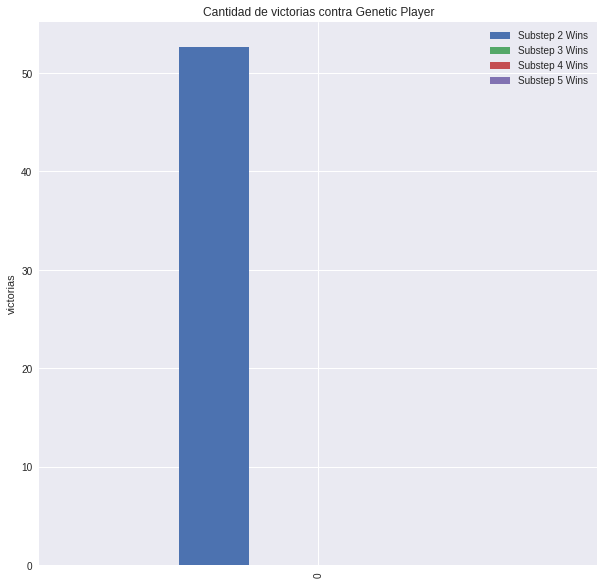 Cantidad de victorias contra Genetic Player
Substep 2 Wins
Substep 3 Wins
Substep 4 Wins
Substep 5 Wins
victorias
50
40
30
20
10
0
0